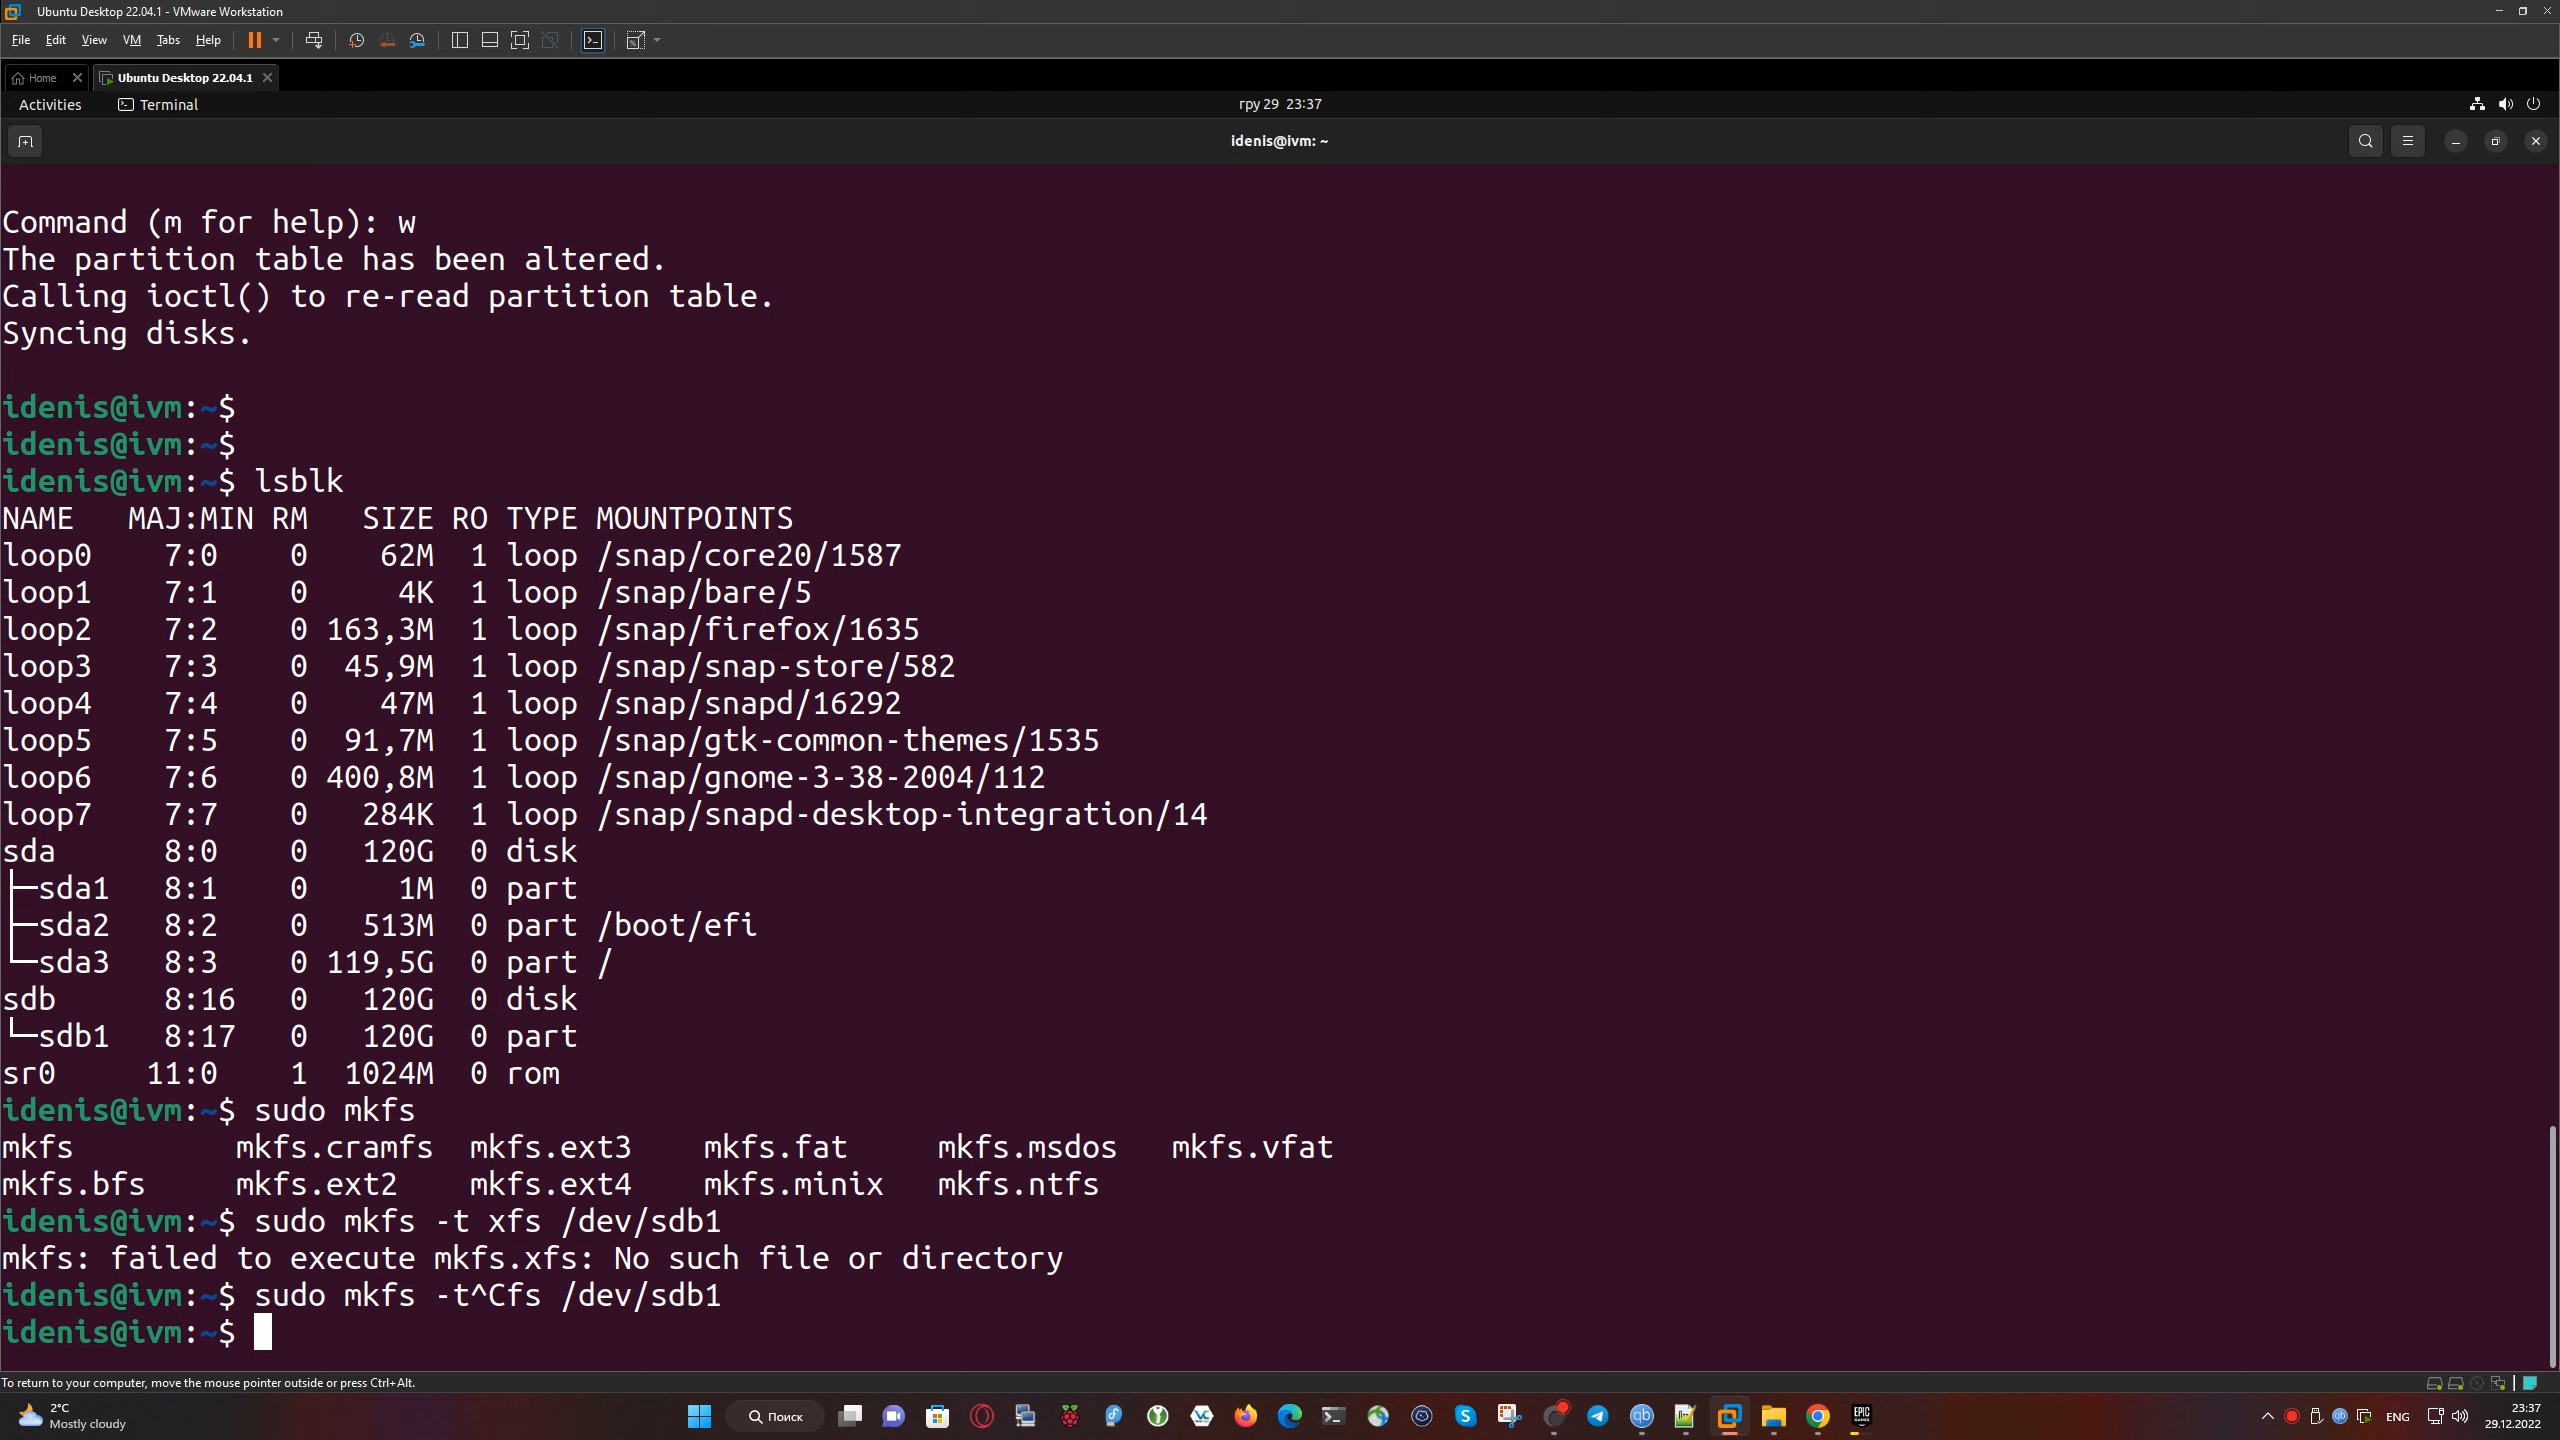 Ubuntu Desktop 22.04.1 - VMware Workstation
File Edit View VM Tabs Help
Home Ubuntu Desktop 22.04.1
Activities Terminal гру 29 23:37
idenis@ivm: ~
Command (m for help): w
The partition table has been altered.
Calling ioctl() to re-read partition table.
Syncing disks.
idenis@ivm:~$
idenis@ivm:~$
idenis@ivm:~$ lsblk
NAME   MAJ:MIN RM   SIZE RO TYPE MOUNTPOINTS
loop0    7:0    0    62M  1 loop /snap/core20/1587
loop1    7:1    0     4K  1 loop /snap/bare/5
loop2    7:2    0 163,3M  1 loop /snap/firefox/1635
loop3    7:3    0  45,9M  1 loop /snap/snap-store/582
loop4    7:4    0    47M  1 loop /snap/snapd/16292
loop5    7:5    0  91,7M  1 loop /snap/gtk-common-themes/1535
loop6    7:6    0 400,8M  1 loop /snap/gnome-3-38-2004/112
loop7    7:7    0   284K  1 loop /snap/snapd-desktop-integration/14
sda      8:0    0   120G  0 disk
├─sda1   8:1    0     1M  0 part
├─sda2   8:2    0   513M  0 part /boot/efi
└─sda3   8:3    0 119,5G  0 part /
sdb      8:16   0   120G  0 disk
└─sdb1   8:17   0   120G  0 part
sr0     11:0    1  1024M  0 rom
idenis@ivm:~$ sudo mkfs
mkfs         mkfs.cramfs  mkfs.ext3    mkfs.fat     mkfs.msdos   mkfs.vfat
mkfs.bfs     mkfs.ext2    mkfs.ext4    mkfs.minix   mkfs.ntfs
idenis@ivm:~$ sudo mkfs -t xfs /dev/sdb1
mkfs: failed to execute mkfs.xfs: No such file or directory
idenis@ivm:~$ sudo mkfs -t^Cfs /dev/sdb1
idenis@ivm:~$
To return to your computer, move the mouse pointer outside or press Ctrl+Alt.
2°C
Mostly cloudy
Поиск
ENG
23:37
29.12.2022